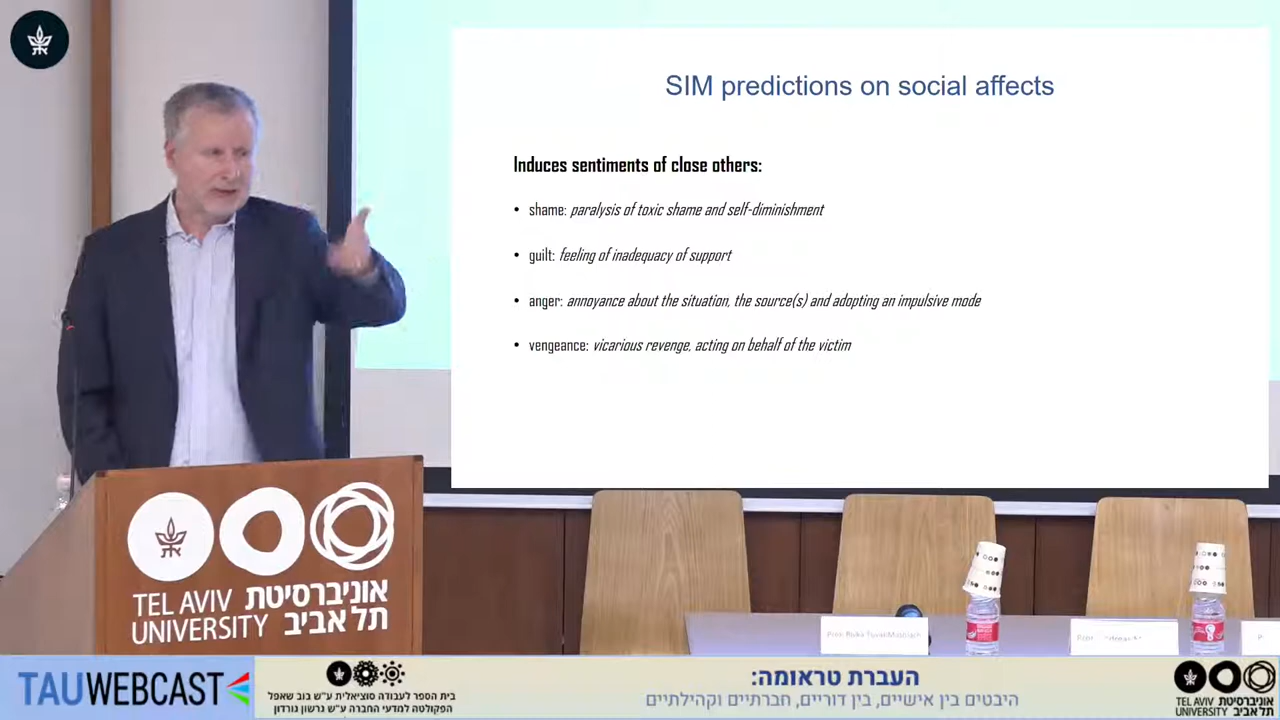 SIM predictions on social affects
Induces sentiments of close others:
• shame: paralysis of toxic shame and self-diminishment
• guilt: feeling of inadequacy of support
• anger: annoyance about the situation, the source(s) and adopting an impulsive mode
• vengeance: vicarious revenge, acting on behalf of the victim
TEL AVIV אוניברסיטת
UNIVERSITY תל אביב
TAUWEBCAST
בית הספר לעבודה סוציאלית ע"ש בוב שאפל
הפקולטה למדעי החברה ע"ש גרשון גורדון
העברת טראומה:
היבטים בין אישיים, בין דוריים, חברתיים וקהילתיים
אוניברסיטת
תל אביב
TEL AVIV
UNIVERSITY